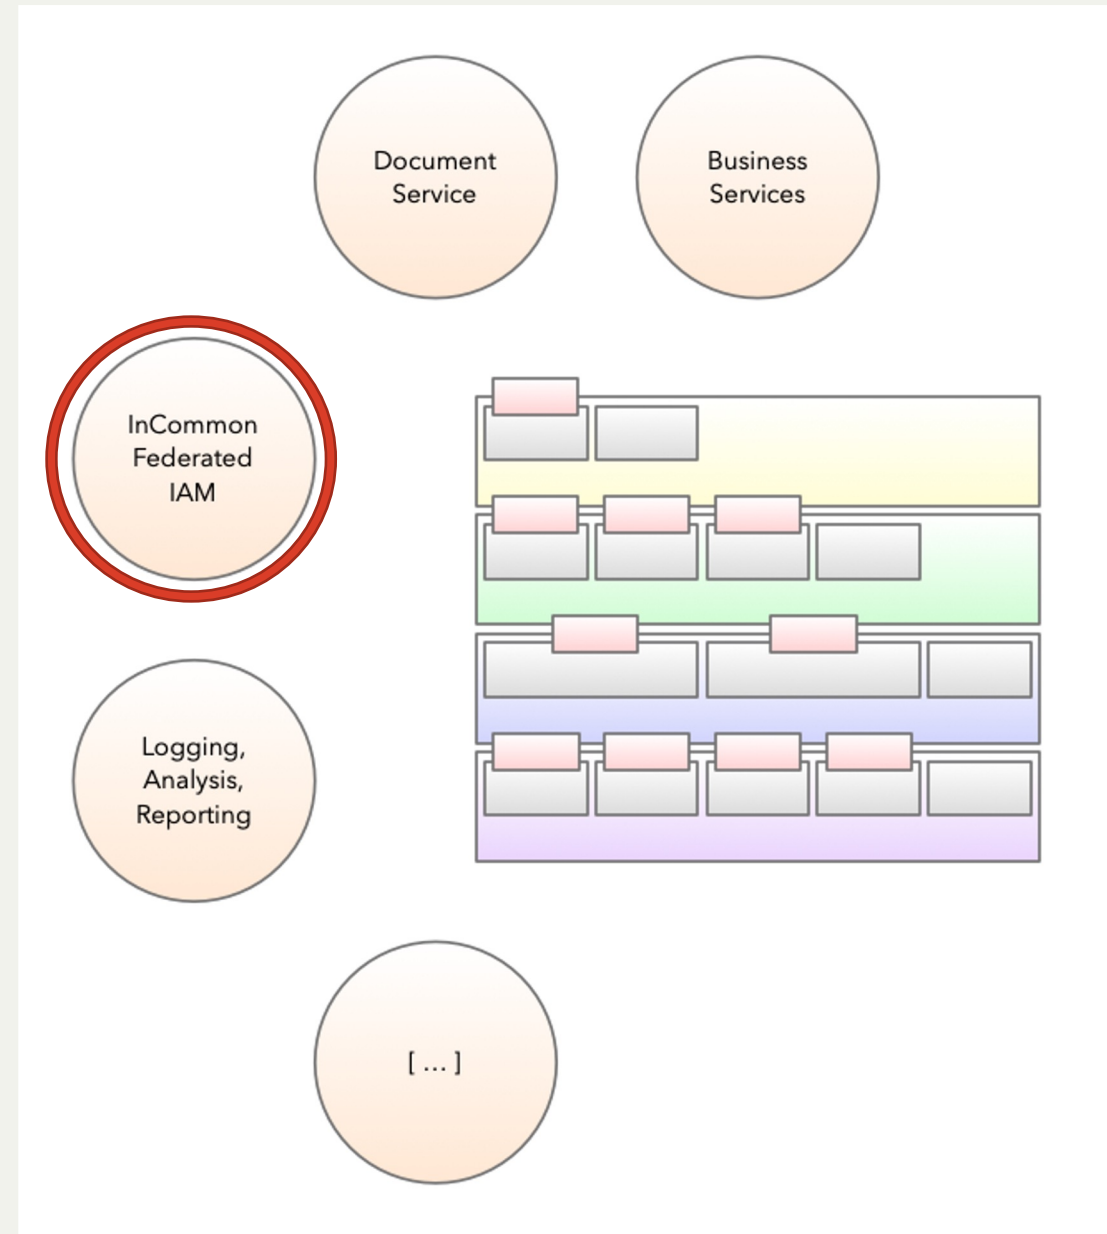 Document
Service
Business
Services
InCommon
Federated
IAM
Logging,
Analysis,
Reporting
[ ... ]